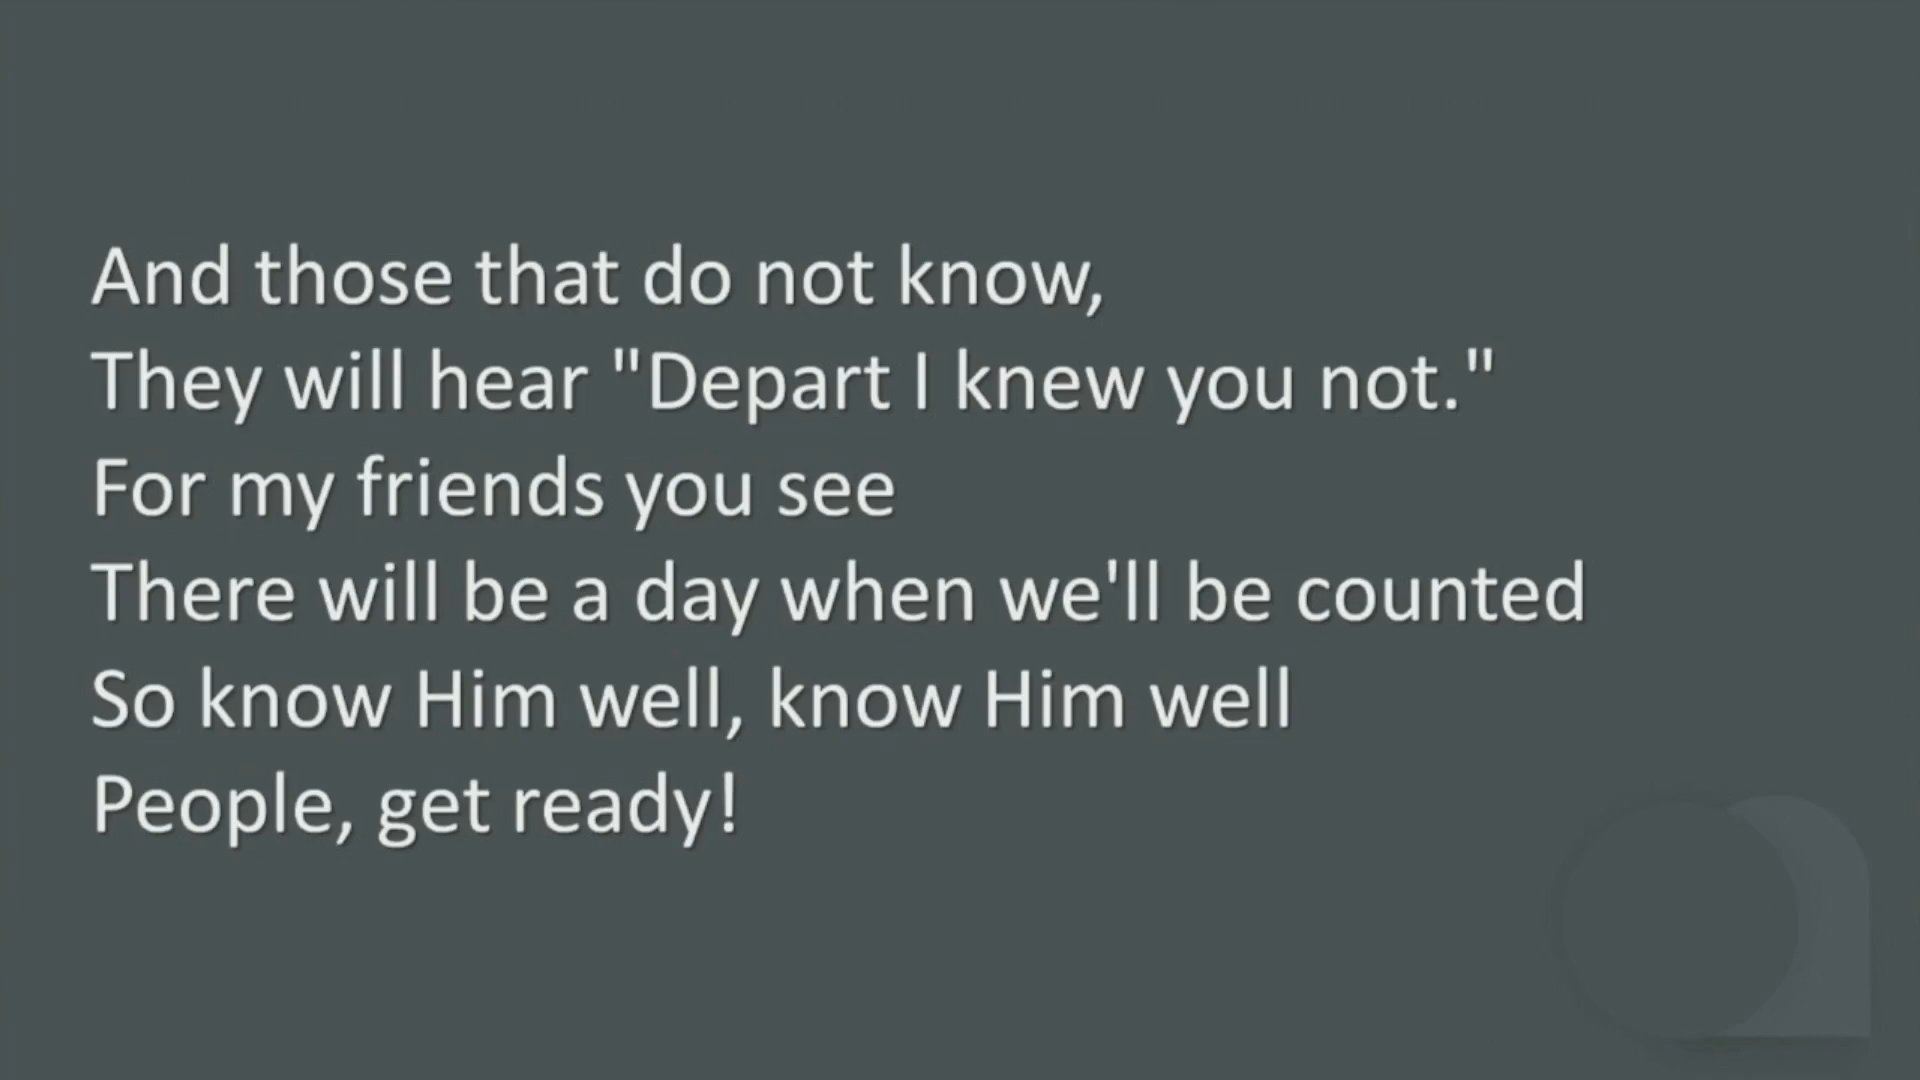 And those that do not know,
They will hear "Depart I knew you not."
For my friends you see
There will be a day when we'll be counted
So know Him well, know Him well
People, get ready!